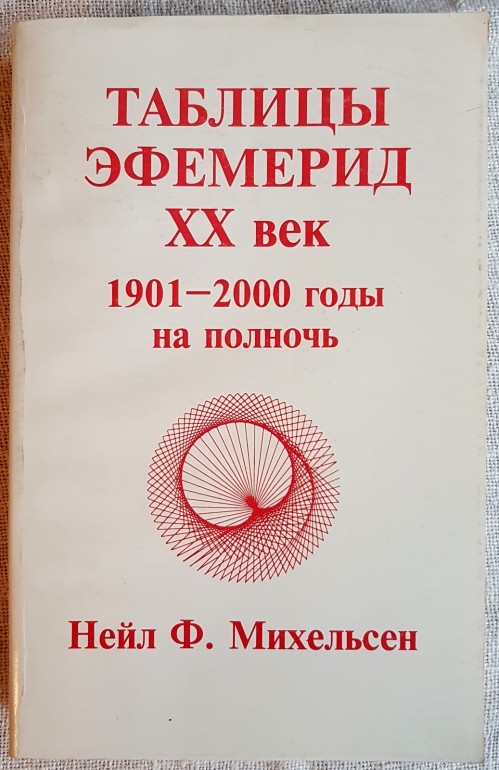 ТАБЛИЦЫ
ЭФЕМЕРИД
XX век
1901–2000 годы
на полночь
Нейл Ф. Михельсен